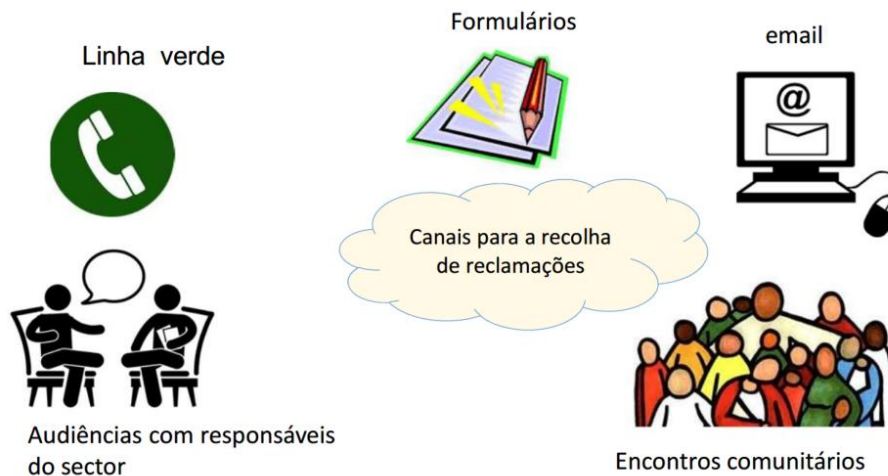 Formulários
email
Linha verde
@
Canais para a recolha
de reclamações
Audiências com responsáveis
do sector
Encontros comunitários